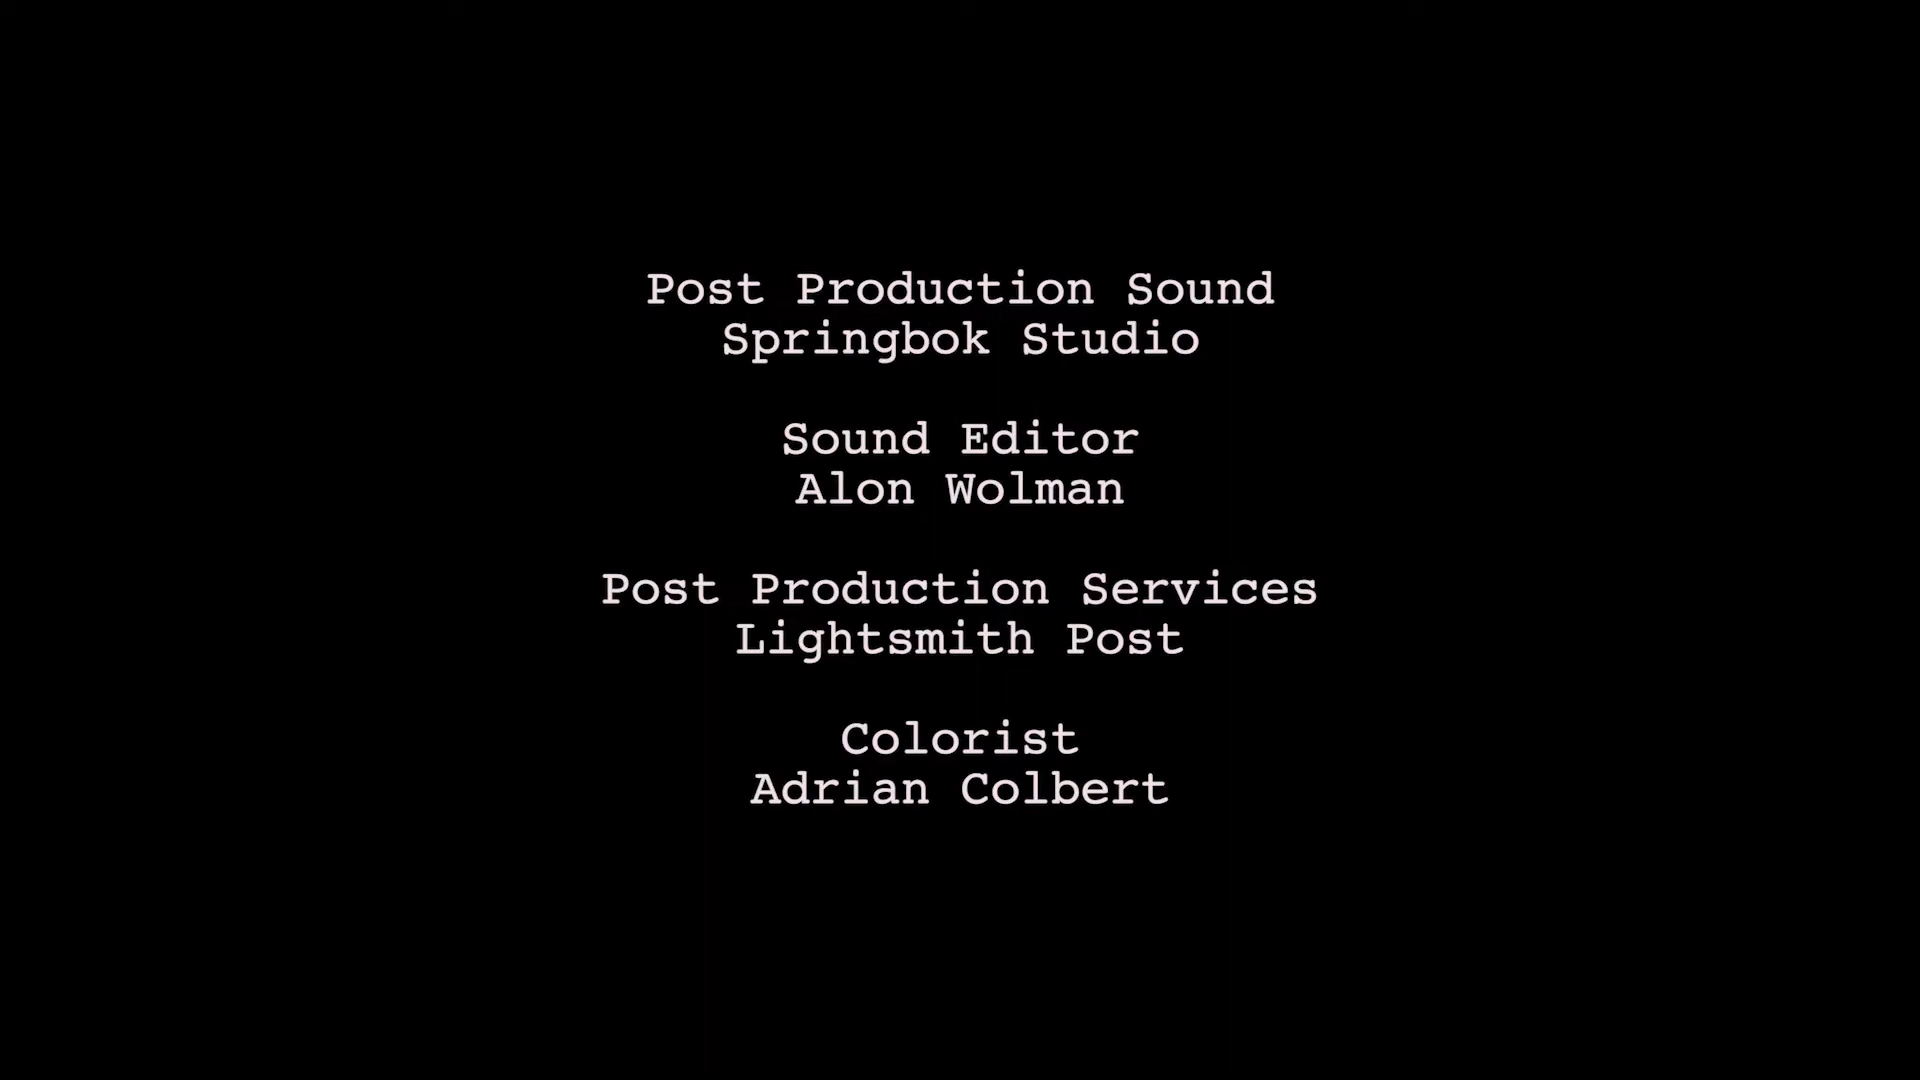 Post Production Sound
Springbok Studio
Sound Editor
Alon Wolman
Post Production Services
Lightsmith Post
Colorist
Adrian Colbert